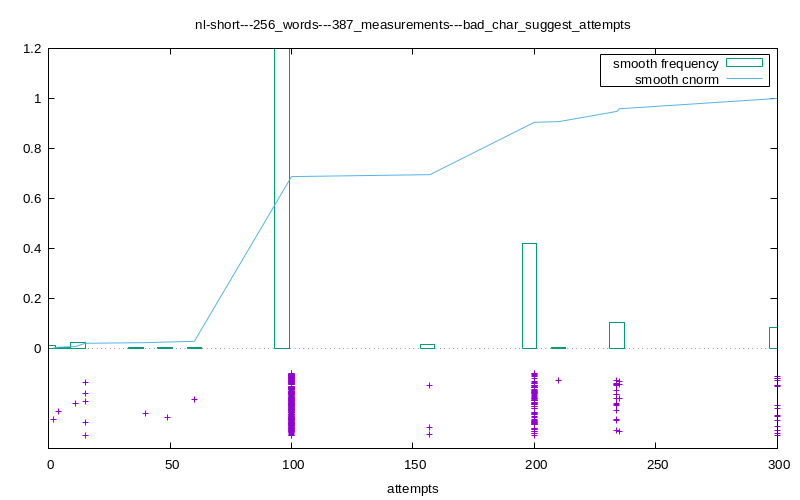 nl-short---256_words---387_measurements---bad_char_suggest_attempts
smooth frequency
smooth cnorm
1.2
1
0.8
0.6
0.4
0.2
0
0 50 100 150 200 250 300
attempts